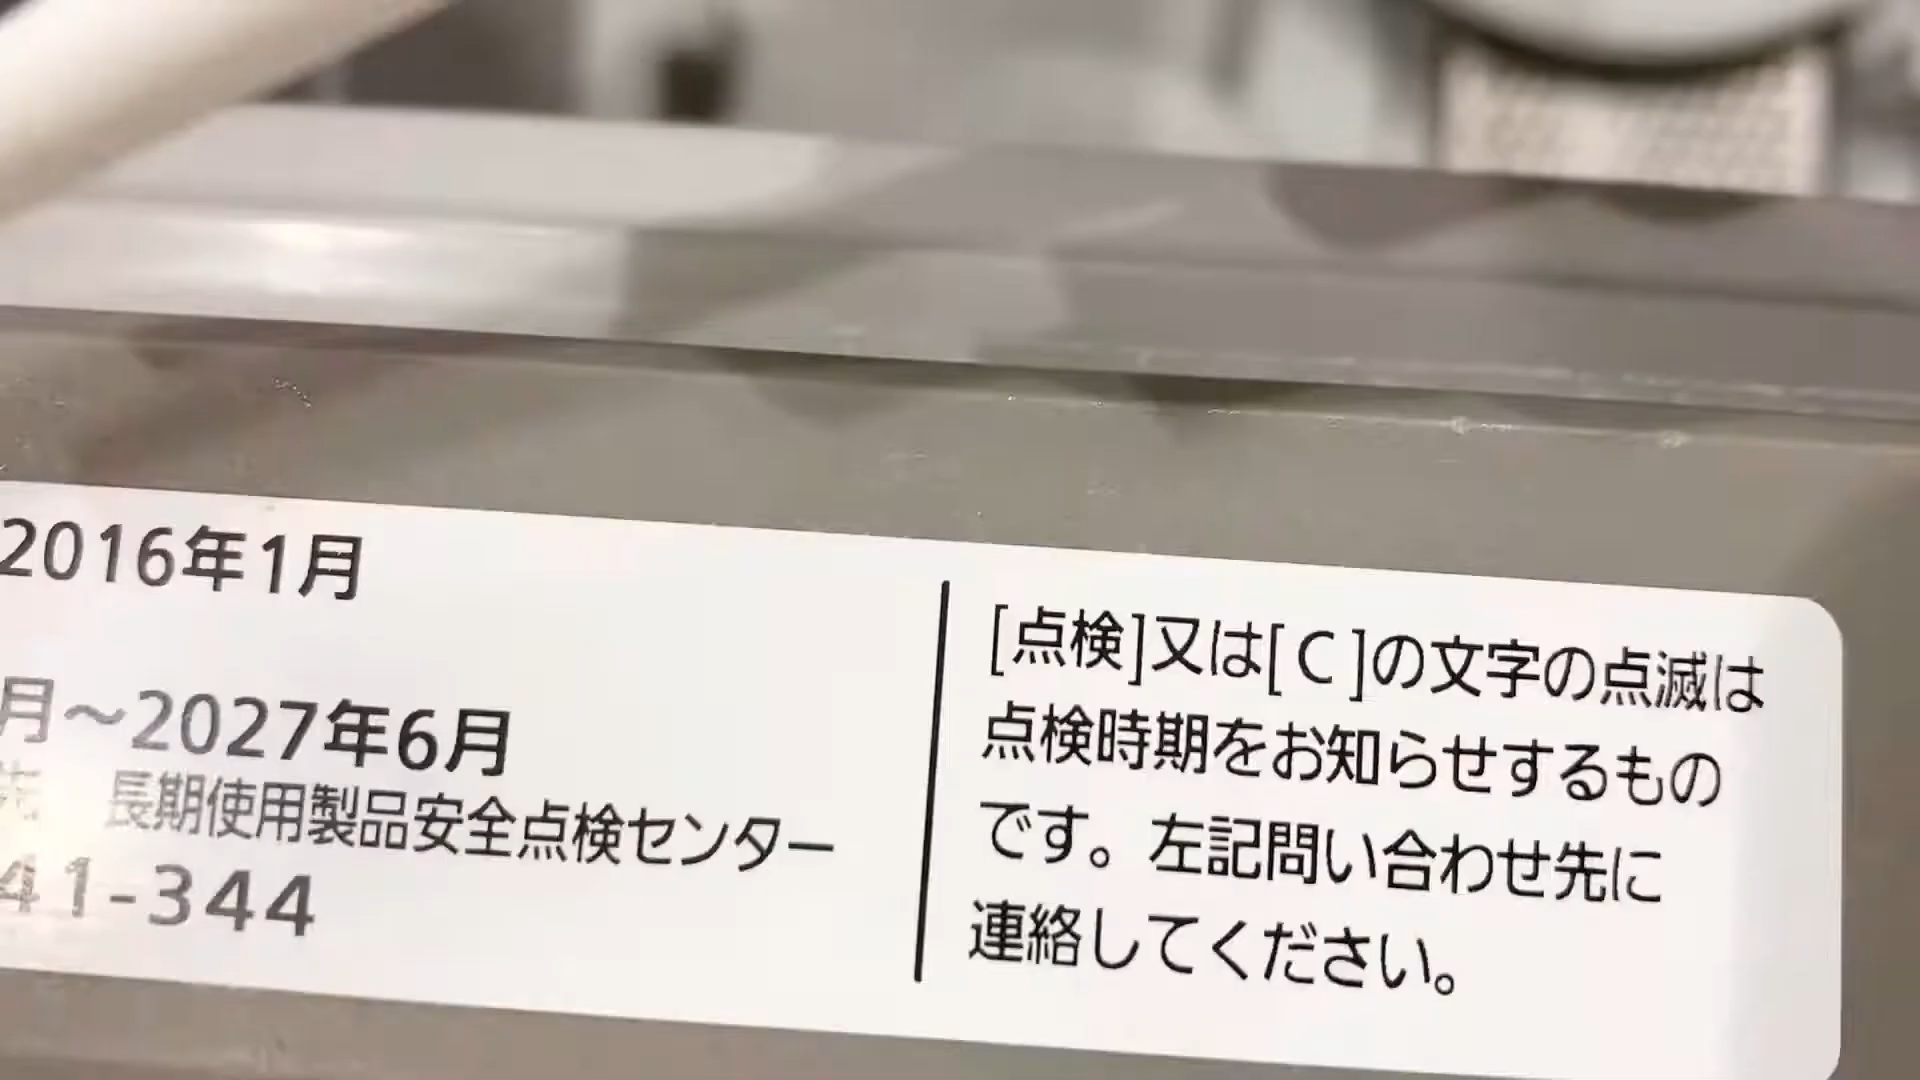 2016年1月
月～2027年6月
長期使用製品安全点検センター
41-344
[点検]又は[C]の文字の点滅は
点検時期をお知らせするもの
です。左記問い合わせ先に
連絡してください。